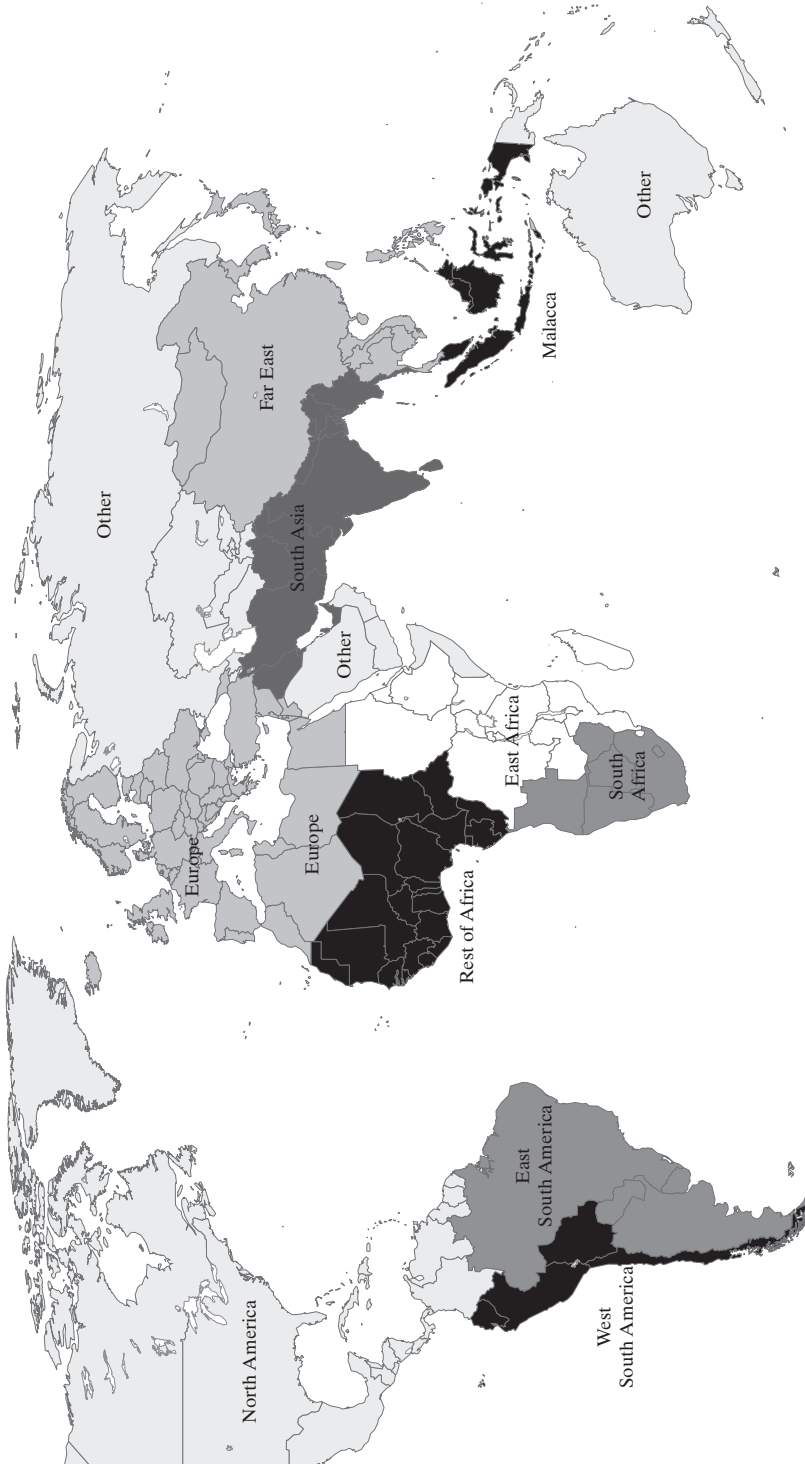 Other
Far East
South Asia
Other
Malacca
Other
Europe
Europe
East Africa
Rest of Africa
South
Africa
North America
East
South America
West
South America